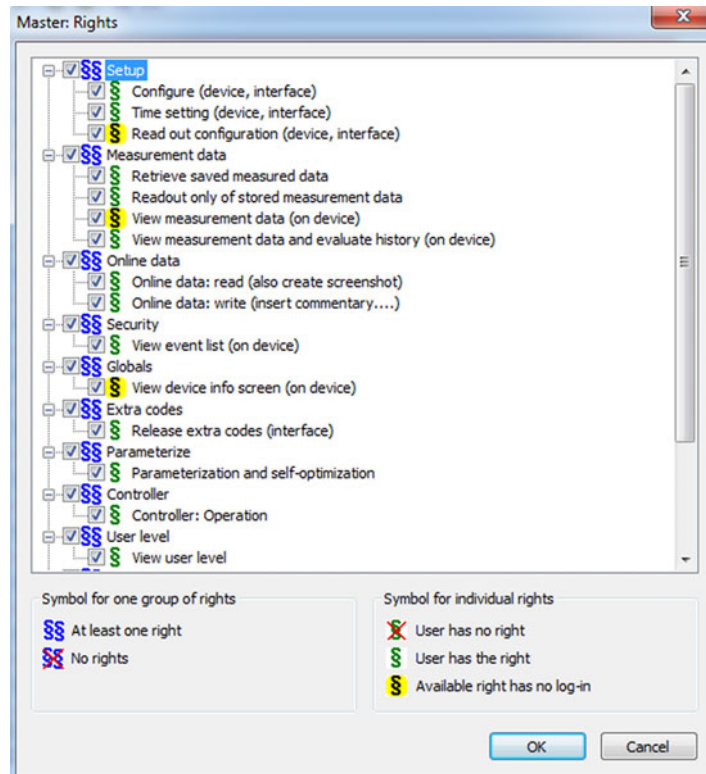 Master: Rights
§§ Setup
§ Configure (device, interface)
§ Time setting (device, interface)
§ Read out configuration (device, interface)
§§ Measurement data
§ Retrieve saved measured data
§ Readout only of stored measurement data
§ View measurement data (on device)
§ View measurement data and evaluate history (on device)
§§ Online data
§ Online data: read (also create screenshot)
§ Online data: write (insert commentary....)
§§ Security
§ View event list (on device)
§§ Globals
§ View device info screen (on device)
§§ Extra codes
§ Release extra codes (interface)
§§ Parameterize
§ Parameterization and self-optimization
§§ Controller
§ Controller: Operation
§§ User level
§ View user level
Symbol for one group of rights
§§ At least one right
§§ No rights
Symbol for individual rights
§ User has no right
§ User has the right
§ Available right has no log-in
OK
Cancel